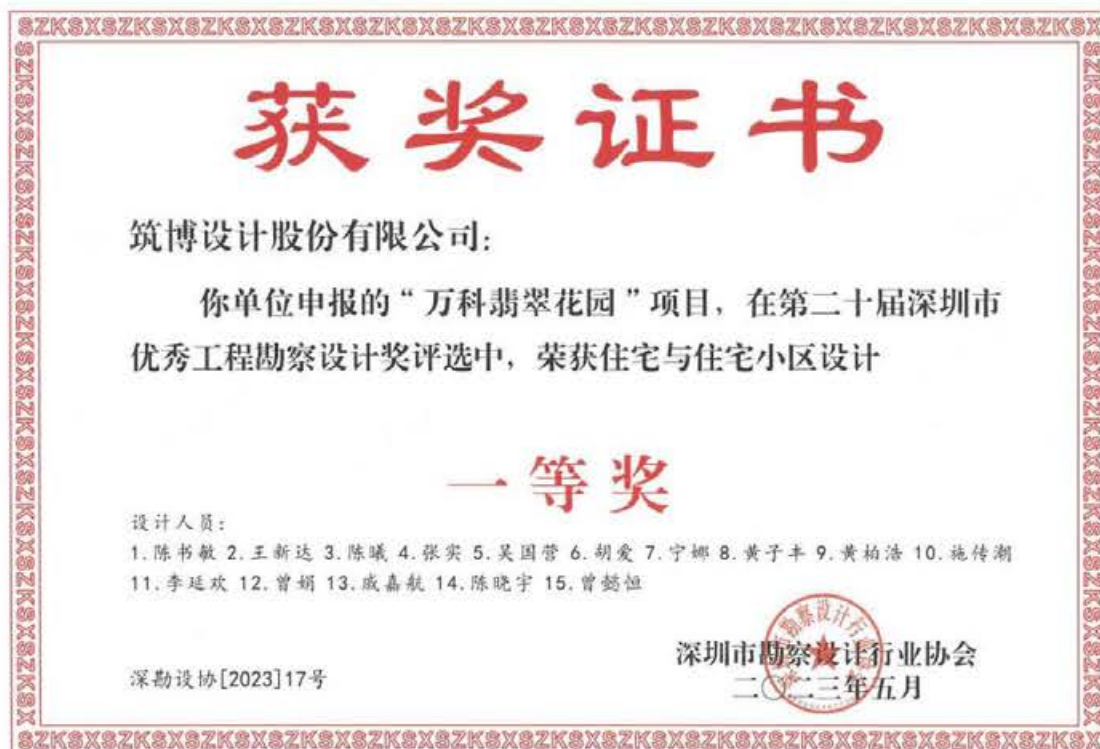 SZKSXSZKSXSZKSXSZKSXSZKSXSZKSXSZKSXSZKSXSZKSXSZKSX
获奖证书
筑博设计股份有限公司：
你单位申报的“万科翡翠花园”项目，在第二十届深圳市
优秀工程勘察设计奖评选中，荣获住宅与住宅小区设计
一等奖
设计人员：
1.陈书敏 2.王新达 3.陈曦 4.张实 5.吴国营 6.胡爱 7.宁娜 8.黄子丰 9.黄柏浩 10.施传潮
11.李延欢 12.曾娟 13.戚嘉航 14.陈晓宇 15.曾懿恒
深圳市勘察设计行业协会
二〇二三年五月
深勘设协[2023]17号